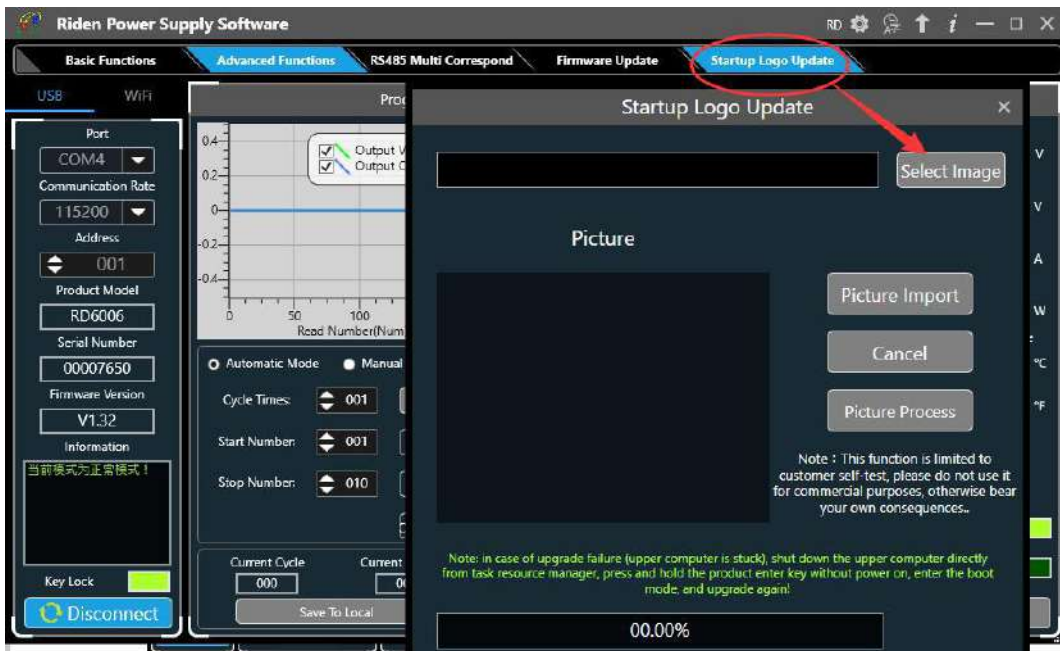 Riden Power Supply Software
RD
Basic Functions
Advanced Functions
RS485 Multi Correspond
Firmware Update
Startup Logo Update
USB
WiFi
Port
COM4
Communication Rate
115200
Address
001
Product Model
RD6006
Serial Number
00007650
Firmware Version
V1.32
Information
当前模式为正常模式！
Key Lock
Disconnect
0.4
0.2
0
-0.2
-0.4
0
50
100
Output V
Output C
Read Number(Num
Automatic Mode
Manual
Cycle Times:
001
Start Number:
001
Stop Number:
010
Current Cycle
000
Current
Save To Local
Startup Logo Update
Select Image
Picture
Picture Import
Cancel
Picture Process
Note：This function is limited to
customer self-test, please do not use it
for commercial purposes, otherwise bear
your own consequences..
Note: in case of upgrade failure (upper computer is stuck), shut down the upper computer directly
from task resource manager, press and hold the product enter key without power on, enter the boot
mode, and upgrade again!
00.00%
V
V
A
W
°C
°F